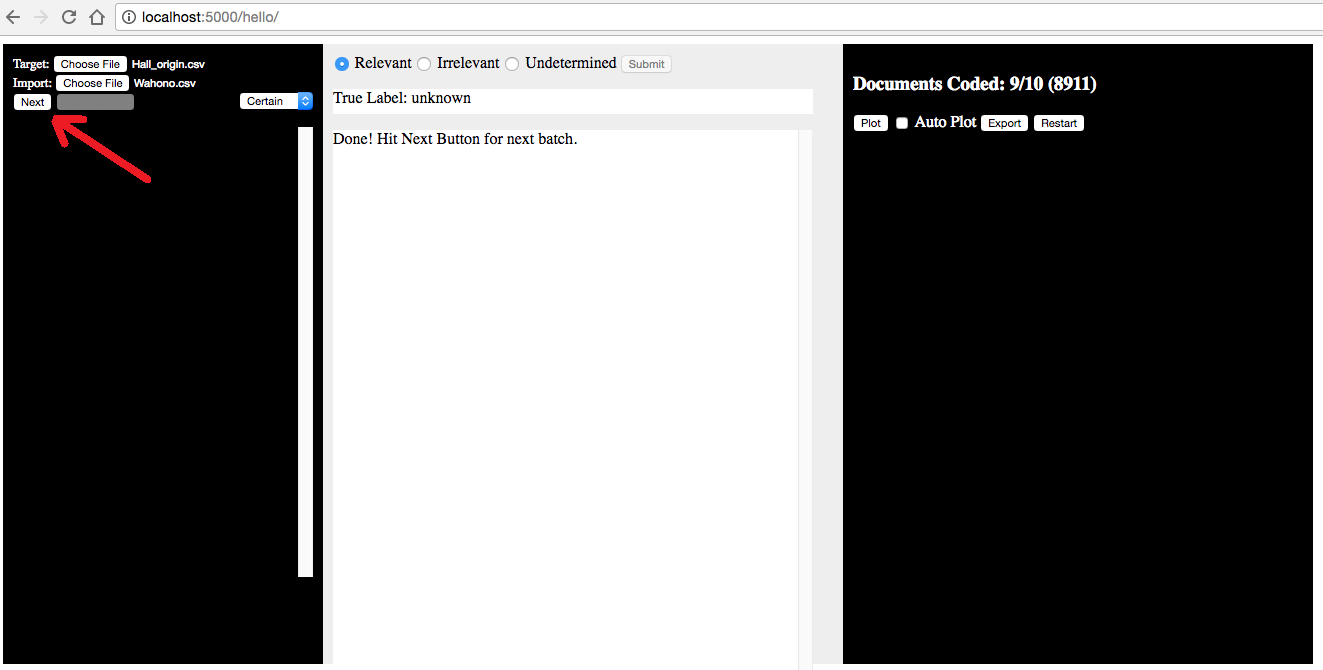 localhost:5000/hello/
Target: Choose File Hall_origin.csv
Import: Choose File Wahono.csv
Next Certain
Relevant Irrelevant Undetermined Submit
True Label: unknown
Done! Hit Next Button for next batch.
Documents Coded: 9/10 (8911)
Plot Auto Plot Export Restart